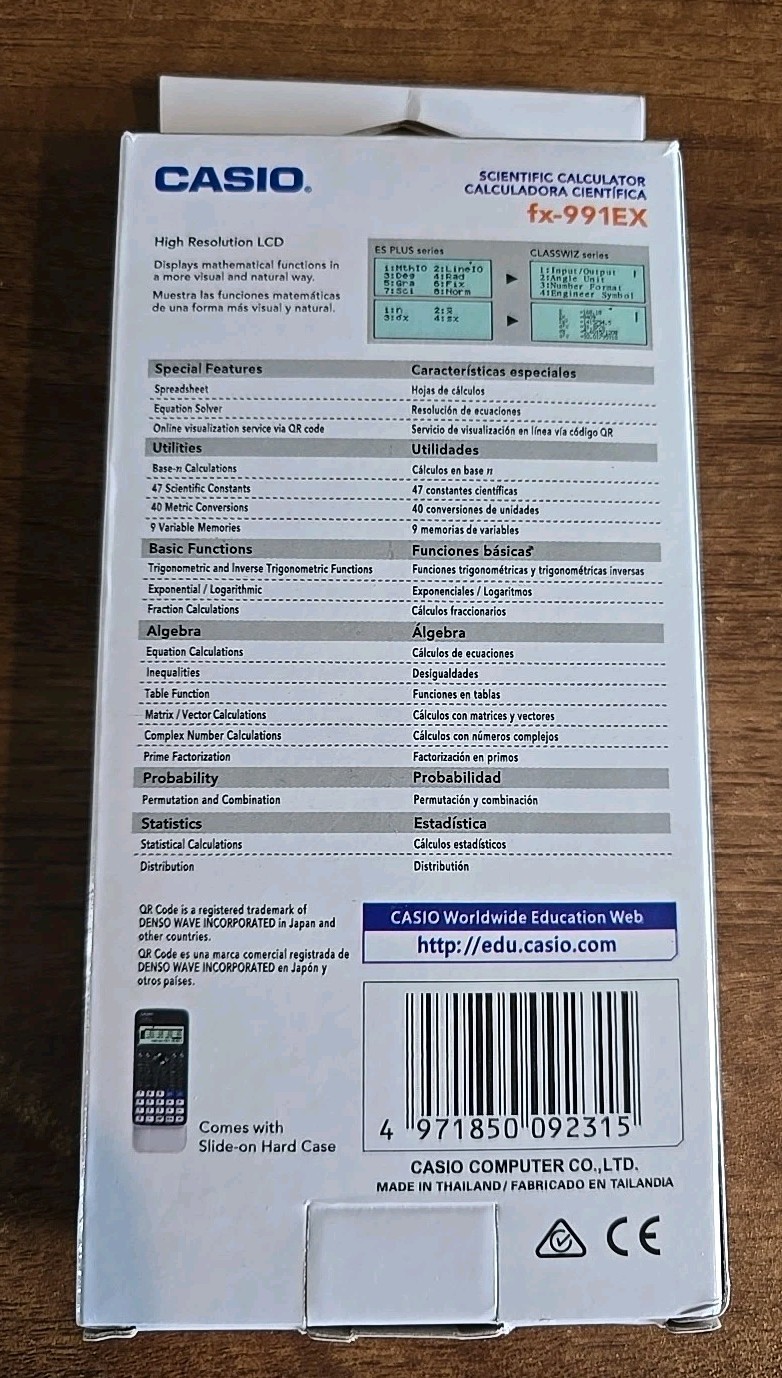 CASIO®
SCIENTIFIC CALCULATOR
CALCULADORA CIENTÍFICA
fx-991EX
High Resolution LCD
Displays mathematical functions in
a more visual and natural way.
Muestra las funciones matemáticas
de una forma más visual y natural.
ES PLUS series
CLASSWIZ series
1:MthIO 2:LineIO
3:Deg 4:Rad
5:Gra 6:Fix
7:Sci 8:Norm
1:Input/Output
2:Angle Unit
3:Number Format
4:Engineer Symbol
1:n 2:x̄
3:σx 4:sx
Special Features Características especiales
Spreadsheet Hojas de cálculos
Equation Solver Resolución de ecuaciones
Online visualization service via QR code Servicio de visualización en línea vía código QR
Utilities Utilidades
Base-n Calculations Cálculos en base n
47 Scientific Constants 47 constantes científicas
40 Metric Conversions 40 conversiones de unidades
9 Variable Memories 9 memorias de variables
Basic Functions Funciones básicas
Trigonometric and Inverse Trigonometric Functions Funciones trigonométricas y trigonométricas inversas
Exponential / Logarithmic Exponenciales / Logaritmos
Fraction Calculations Cálculos fraccionarios
Algebra Álgebra
Equation Calculations Cálculos de ecuaciones
Inequalities Desigualdades
Table Function Funciones en tablas
Matrix / Vector Calculations Cálculos con matrices y vectores
Complex Number Calculations Cálculos con números complejos
Prime Factorization Factorización en primos
Probability Probabilidad
Permutation and Combination Permutación y combinación
Statistics Estadística
Statistical Calculations Cálculos estadísticos
Distribution Distributión
QR Code is a registered trademark of
DENSO WAVE INCORPORATED in Japan and
other countries.
QR Code es una marca comercial registrada de
DENSO WAVE INCORPORATED en Japón y
otros países.
CASIO Worldwide Education Web
http://edu.casio.com
Comes with
Slide-on Hard Case
4 971850 092315
CASIO COMPUTER CO.,LTD.
MADE IN THAILAND / FABRICADO EN TAILANDIA
CE